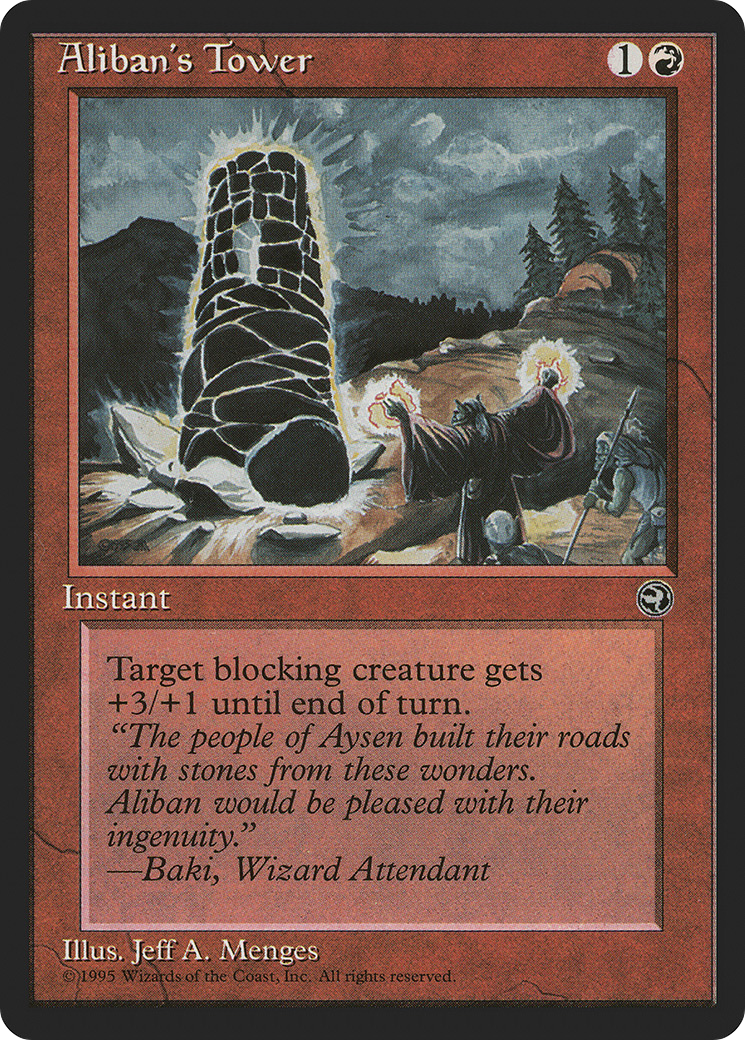 Aliban's Tower 1
Instant
Target blocking creature gets
+3/+1 until end of turn.
“The people of Aysen built their roads
with stones from these wonders.
Aliban would be pleased with their
ingenuity.”
—Baki, Wizard Attendant
Illus. Jeff A. Menges
© 1995 Wizards of the Coast, Inc. All rights reserved.